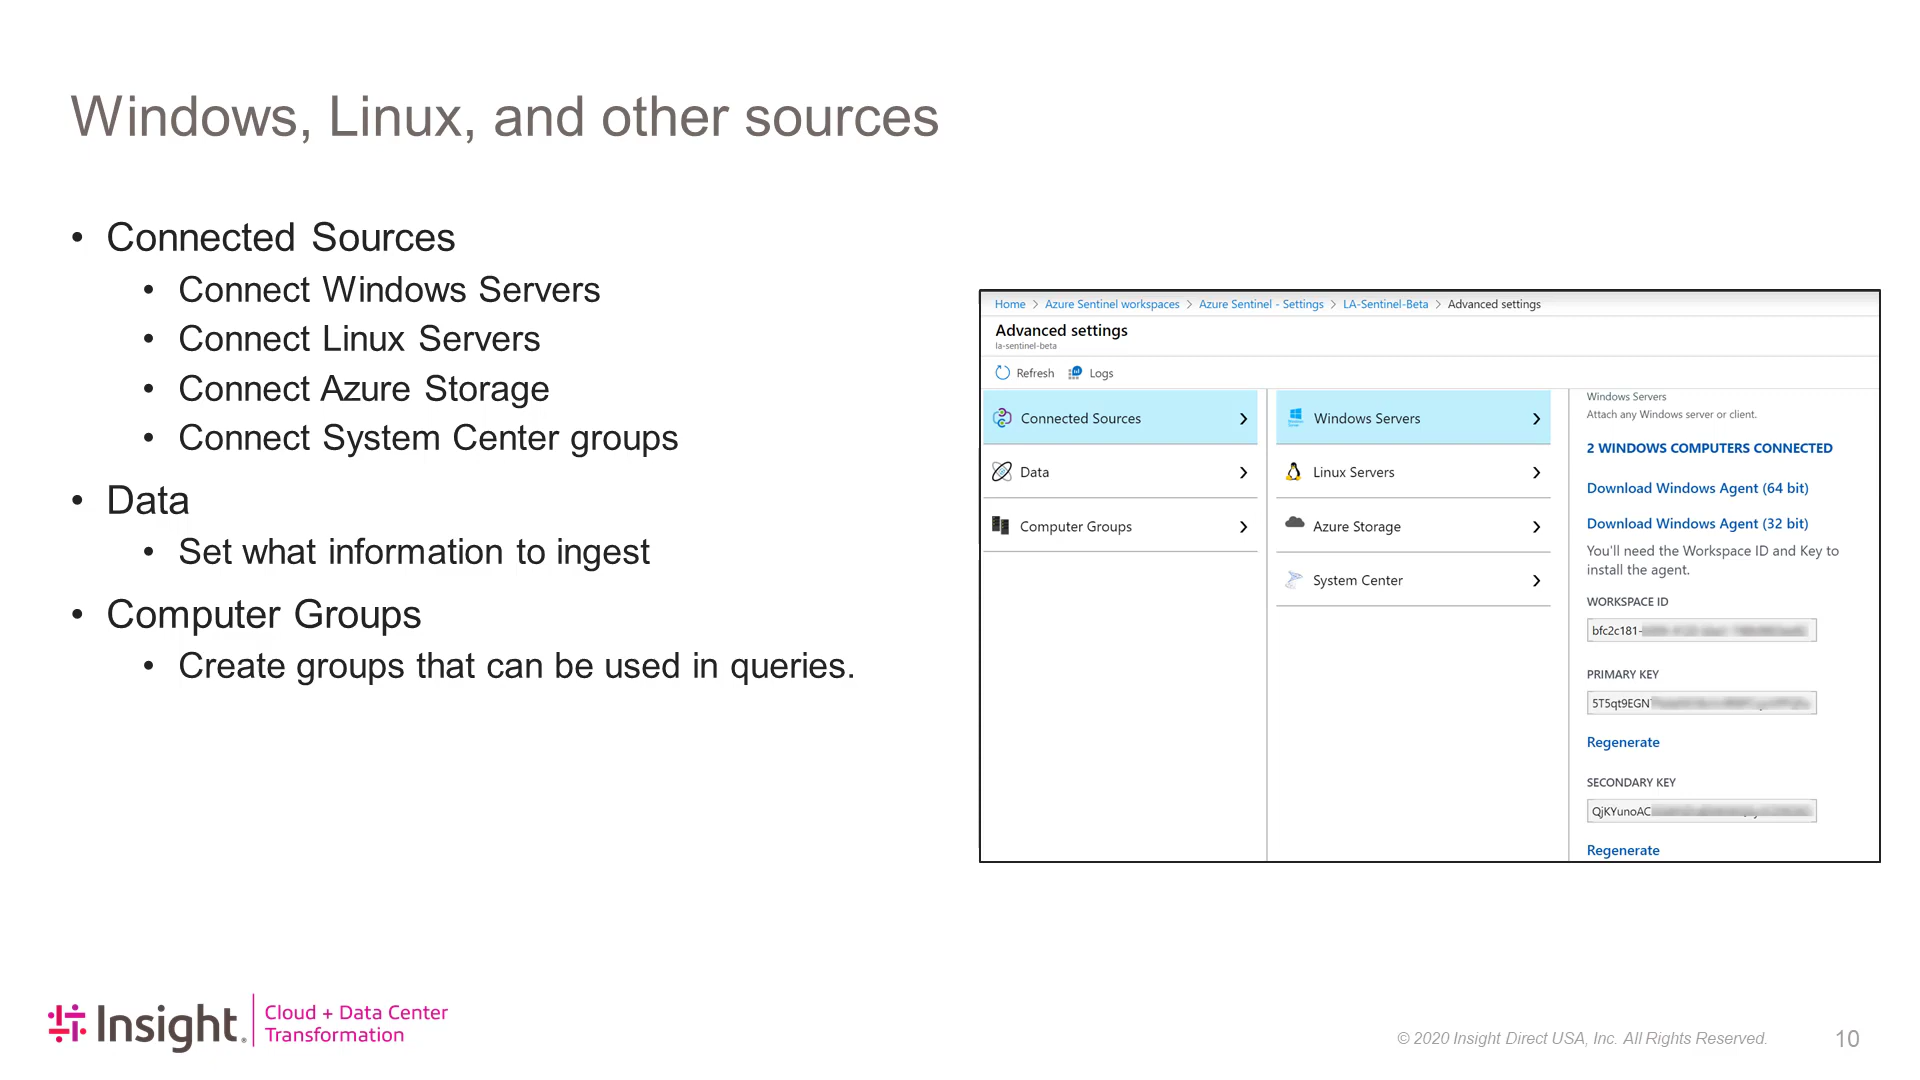 Windows, Linux, and other sources
• Connected Sources
• Connect Windows Servers
• Connect Linux Servers
• Connect Azure Storage
• Connect System Center groups
• Data
• Set what information to ingest
• Computer Groups
• Create groups that can be used in queries.
Home > Azure Sentinel workspaces > Azure Sentinel - Settings > LA-Sentinel-Beta > Advanced settings
Advanced settings
la-sentinel-beta
Refresh Logs
Connected Sources
Data
Computer Groups
Windows Servers
Linux Servers
Azure Storage
System Center
Windows Servers
Attach any Windows server or client.
2 WINDOWS COMPUTERS CONNECTED
Download Windows Agent (64 bit)
Download Windows Agent (32 bit)
You'll need the Workspace ID and Key to
install the agent.
WORKSPACE ID
bfc2c181-
PRIMARY KEY
5T5qt9EGN
Regenerate
SECONDARY KEY
QjKYunoAC
Regenerate
Insight.
Cloud + Data Center
Transformation
© 2020 Insight Direct USA, Inc. All Rights Reserved.
10